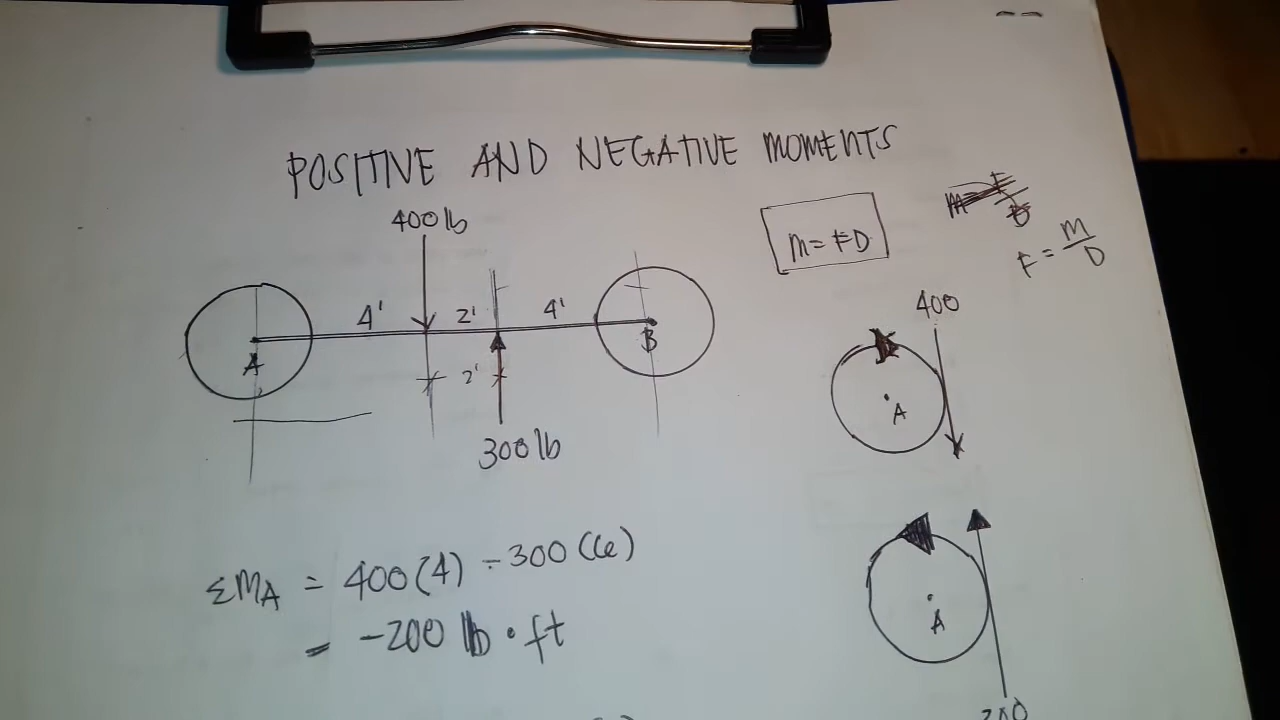 POSITIVE AND NEGATIVE MOMENTS
400 lb
M = FD
F = M/D
4' 2' 4'
A B
2'
300 lb
400
A
ΣMA = 400(4) - 300(6)
= -200 lb · ft
A